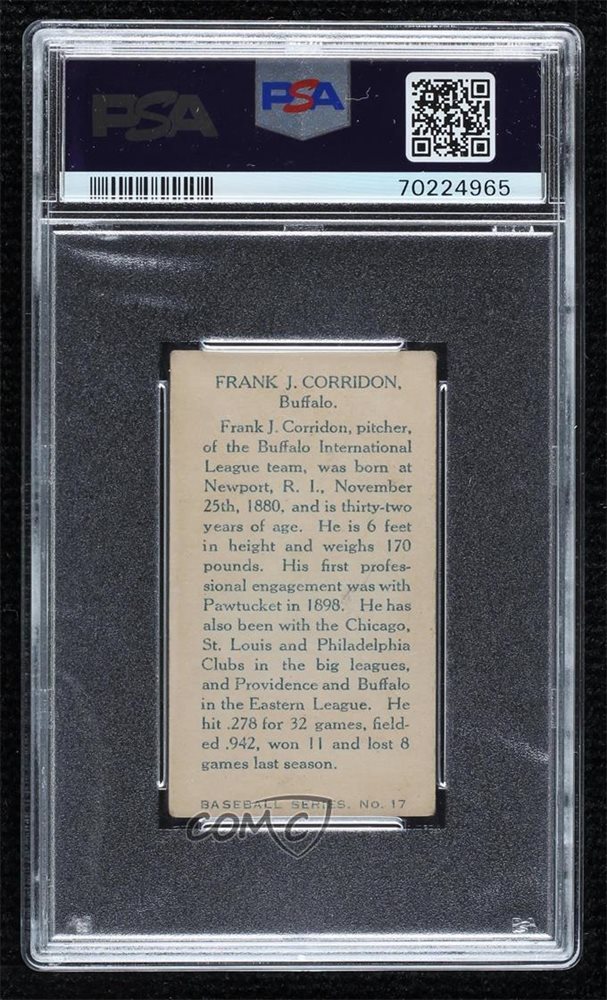 PSA PSA
70224965
FRANK J. CORRIDON,
Buffalo.
Frank J. Corridon, pitcher,
of the Buffalo International
League team, was born at
Newport, R. I., November
25th, 1880, and is thirty-two
years of age. He is 6 feet
in height and weighs 170
pounds. His first profes-
sional engagement was with
Pawtucket in 1898. He has
also been with the Chicago,
St. Louis and Philadelphia
Clubs in the big leagues,
and Providence and Buffalo
in the Eastern League. He
hit .278 for 32 games, field-
ed .942, won 11 and lost 8
games last season.
BASEBALL SERIES, No. 17
COMC
PSA